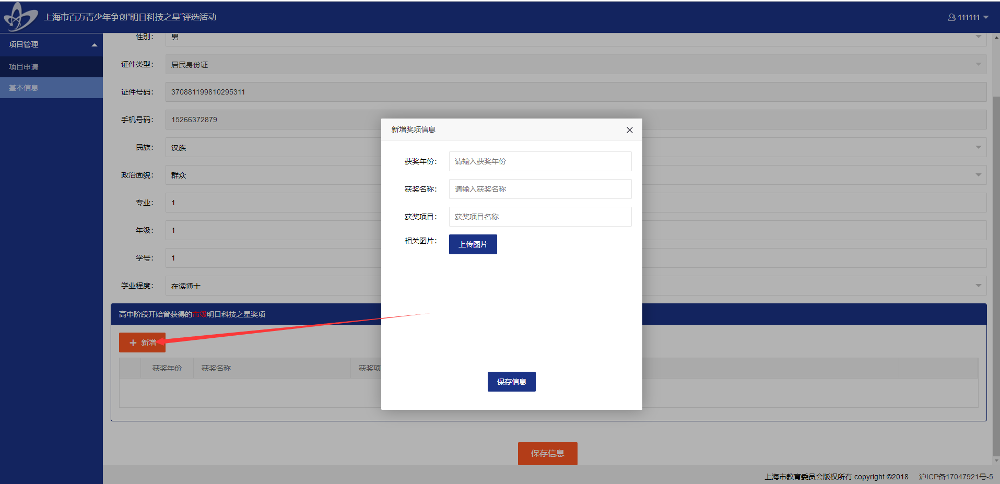 上海市百万青少年争创"明日科技之星"评选活动
111111
项目管理
项目申请
基本信息
性别： 男
证件类型： 居民身份证
证件号码： 370881199810295311
手机号码： 15266372879
民族： 汉族
政治面貌： 群众
专业： 1
年级： 1
学号： 1
学业程度： 在读博士
高中阶段开始曾获得的市级明日科技之星奖项
新增
获奖年份 获奖名称 获奖项
保存信息
新增奖项信息
获奖年份： 请输入获奖年份
获奖名称： 请输入获奖名称
获奖项目： 获奖项目名称
相关图片： 上传图片
保存信息
上海市教育委员会版权所有 copyright ©2018 沪ICP备17047921号-5